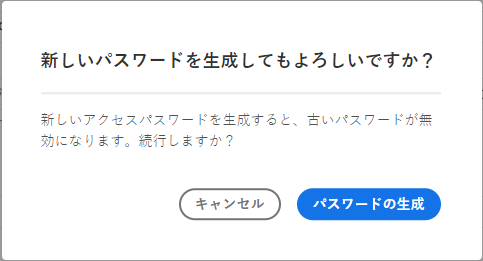 新しいパスワードを生成してもよろしいですか？
新しいアクセスパスワードを生成すると、古いパスワードが無
効になります。続行しますか？
キャンセル
パスワードの生成